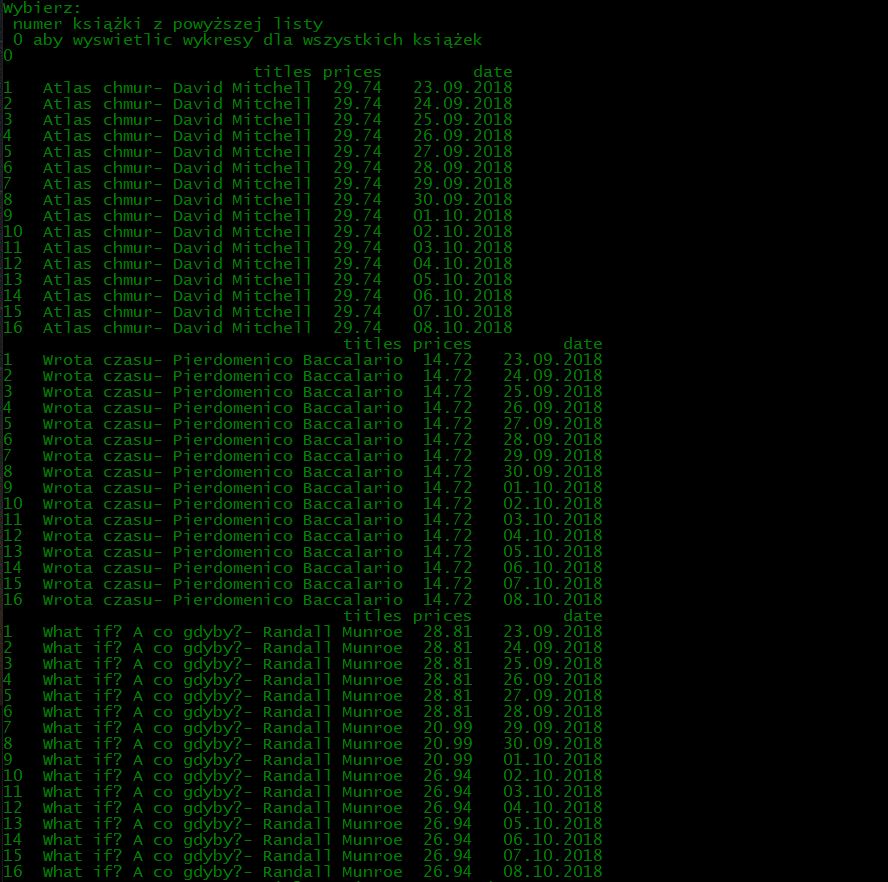 Wybierz:
numer książki z powyższej listy
0 aby wyswietlic wykresy dla wszystkich książek
0
titles prices date
1 Atlas chmur- David Mitchell 29.74 23.09.2018
2 Atlas chmur- David Mitchell 29.74 24.09.2018
3 Atlas chmur- David Mitchell 29.74 25.09.2018
4 Atlas chmur- David Mitchell 29.74 26.09.2018
5 Atlas chmur- David Mitchell 29.74 27.09.2018
6 Atlas chmur- David Mitchell 29.74 28.09.2018
7 Atlas chmur- David Mitchell 29.74 29.09.2018
8 Atlas chmur- David Mitchell 29.74 30.09.2018
9 Atlas chmur- David Mitchell 29.74 01.10.2018
10 Atlas chmur- David Mitchell 29.74 02.10.2018
11 Atlas chmur- David Mitchell 29.74 03.10.2018
12 Atlas chmur- David Mitchell 29.74 04.10.2018
13 Atlas chmur- David Mitchell 29.74 05.10.2018
14 Atlas chmur- David Mitchell 29.74 06.10.2018
15 Atlas chmur- David Mitchell 29.74 07.10.2018
16 Atlas chmur- David Mitchell 29.74 08.10.2018
titles prices date
1 Wrota czasu- Pierdomenico Baccalario 14.72 23.09.2018
2 Wrota czasu- Pierdomenico Baccalario 14.72 24.09.2018
3 Wrota czasu- Pierdomenico Baccalario 14.72 25.09.2018
4 Wrota czasu- Pierdomenico Baccalario 14.72 26.09.2018
5 Wrota czasu- Pierdomenico Baccalario 14.72 27.09.2018
6 Wrota czasu- Pierdomenico Baccalario 14.72 28.09.2018
7 Wrota czasu- Pierdomenico Baccalario 14.72 29.09.2018
8 Wrota czasu- Pierdomenico Baccalario 14.72 30.09.2018
9 Wrota czasu- Pierdomenico Baccalario 14.72 01.10.2018
10 Wrota czasu- Pierdomenico Baccalario 14.72 02.10.2018
11 Wrota czasu- Pierdomenico Baccalario 14.72 03.10.2018
12 Wrota czasu- Pierdomenico Baccalario 14.72 04.10.2018
13 Wrota czasu- Pierdomenico Baccalario 14.72 05.10.2018
14 Wrota czasu- Pierdomenico Baccalario 14.72 06.10.2018
15 Wrota czasu- Pierdomenico Baccalario 14.72 07.10.2018
16 Wrota czasu- Pierdomenico Baccalario 14.72 08.10.2018
titles prices date
1 What if? A co gdyby?- Randall Munroe 28.81 23.09.2018
2 What if? A co gdyby?- Randall Munroe 28.81 24.09.2018
3 What if? A co gdyby?- Randall Munroe 28.81 25.09.2018
4 What if? A co gdyby?- Randall Munroe 28.81 26.09.2018
5 What if? A co gdyby?- Randall Munroe 28.81 27.09.2018
6 What if? A co gdyby?- Randall Munroe 28.81 28.09.2018
7 What if? A co gdyby?- Randall Munroe 20.99 29.09.2018
8 What if? A co gdyby?- Randall Munroe 20.99 30.09.2018
9 What if? A co gdyby?- Randall Munroe 20.99 01.10.2018
10 What if? A co gdyby?- Randall Munroe 26.94 02.10.2018
11 What if? A co gdyby?- Randall Munroe 26.94 03.10.2018
12 What if? A co gdyby?- Randall Munroe 26.94 04.10.2018
13 What if? A co gdyby?- Randall Munroe 26.94 05.10.2018
14 What if? A co gdyby?- Randall Munroe 26.94 06.10.2018
15 What if? A co gdyby?- Randall Munroe 26.94 07.10.2018
16 What if? A co gdyby?- Randall Munroe 26.94 08.10.2018